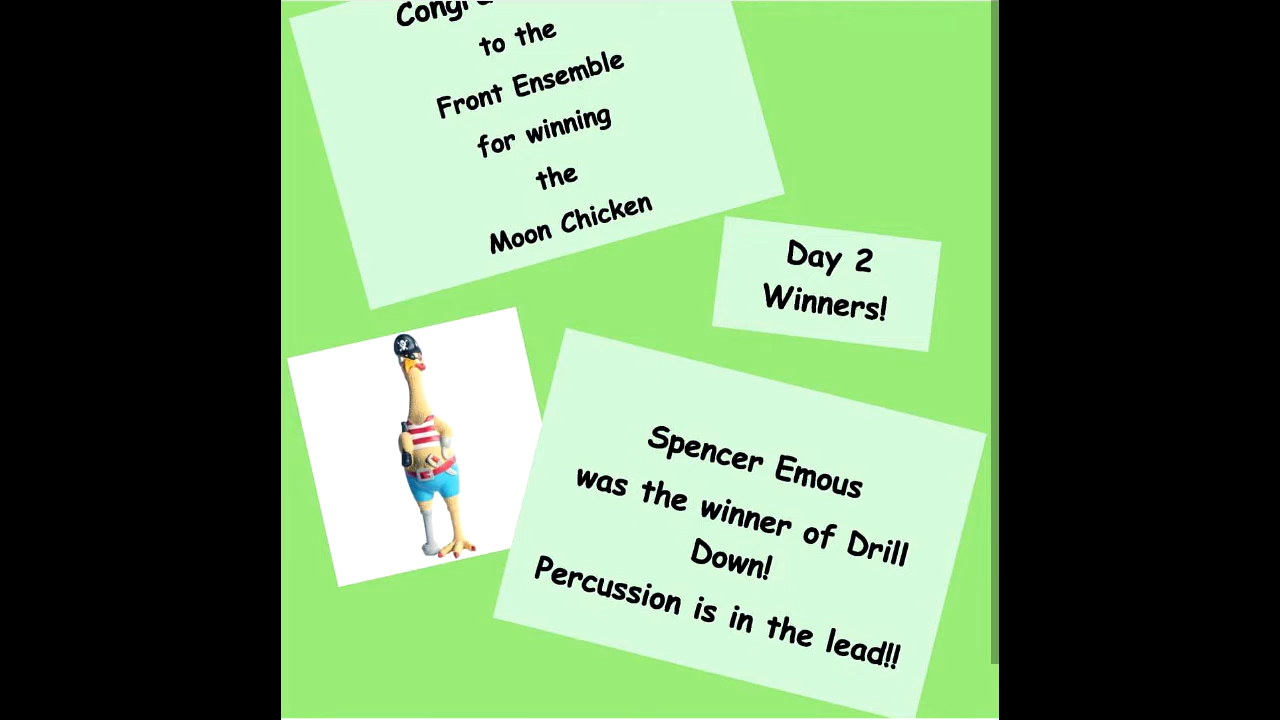 to the
Front Ensemble
for winning
the
Moon Chicken
Day 2
Winners!
Spencer Emous
was the winner of Drill
Down!
Percussion is in the lead!!